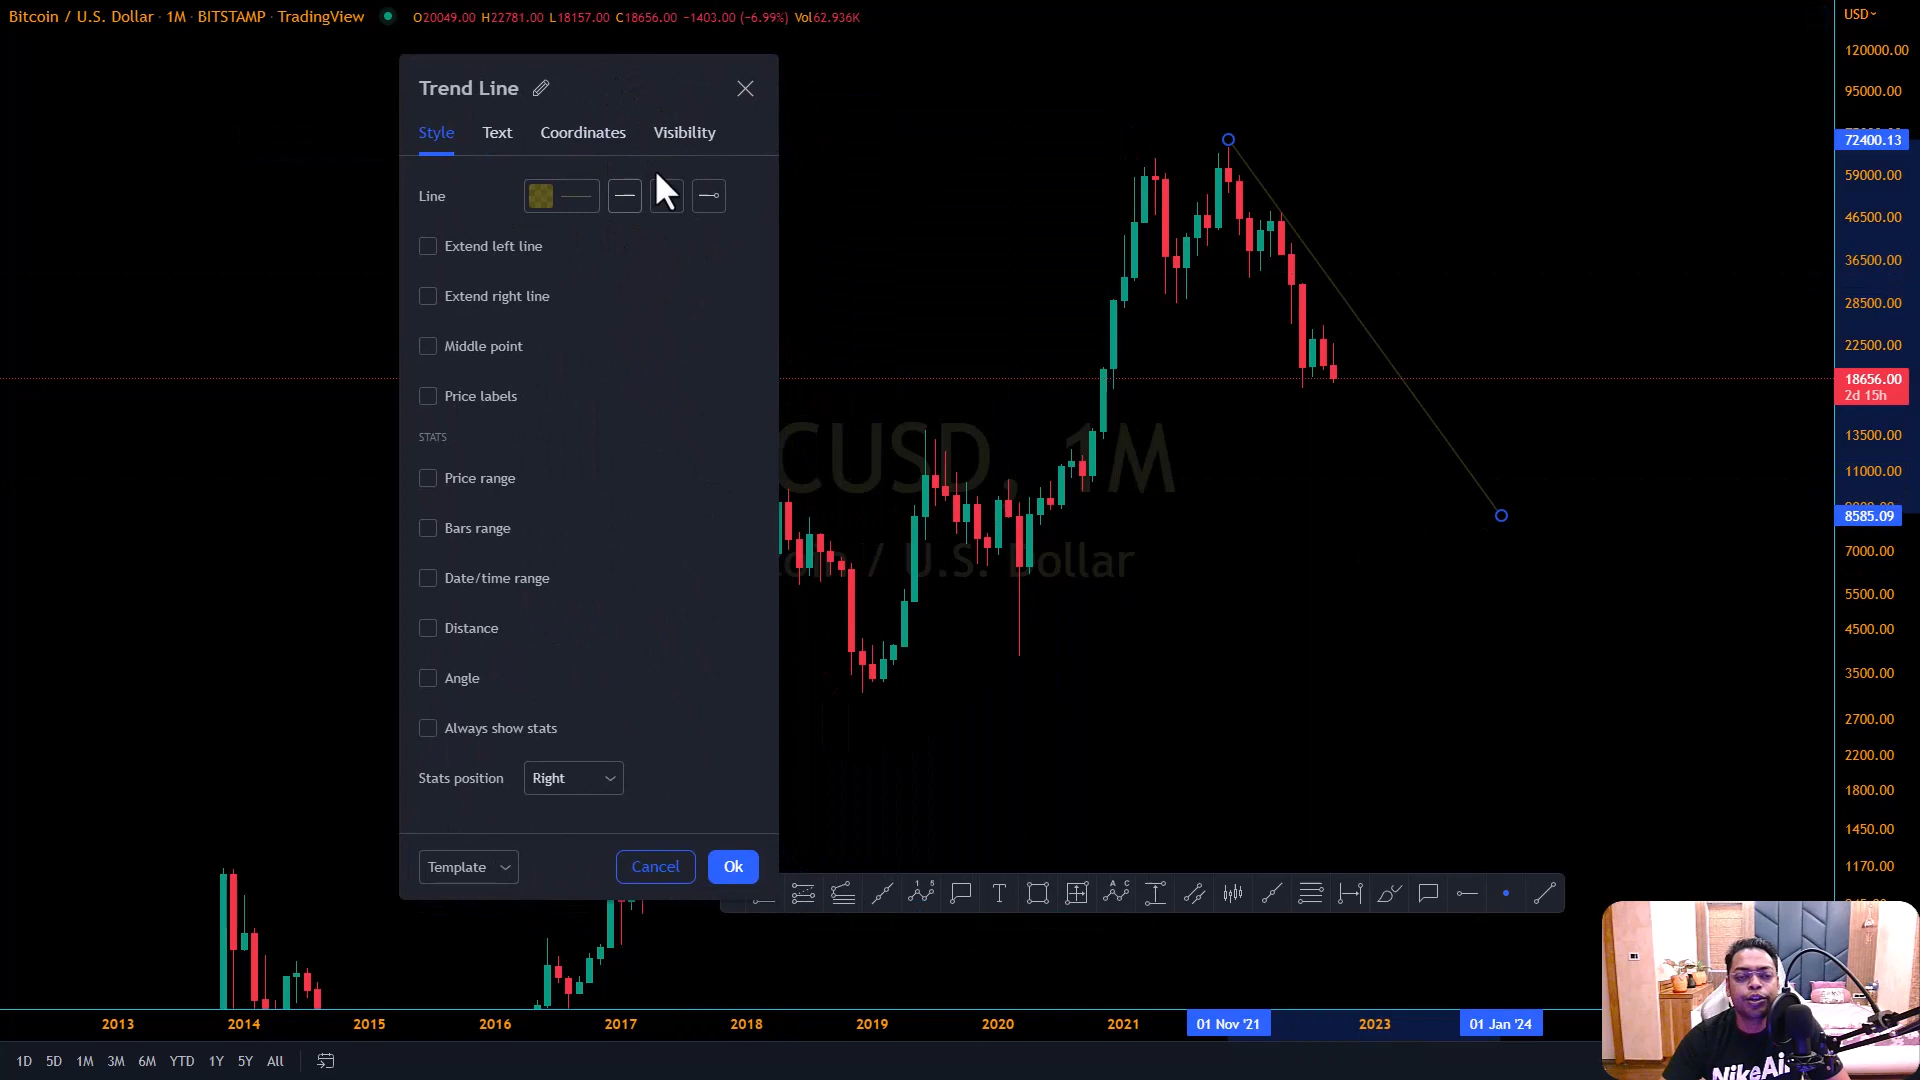 Bitcoin / U.S. Dollar · 1M · BITSTAMP · TradingView
O20049.00 H22781.00 L18157.00 C18656.00 −1403.00 (−6.99%) Vol62.936K
USD
120000.00
95000.00
72400.13
59000.00
46500.00
36500.00
28500.00
22500.00
18656.00
2d 15h
13500.00
11000.00
8585.09
7000.00
5500.00
4500.00
3500.00
2700.00
2200.00
1800.00
1450.00
1170.00
Trend Line
Style Text Coordinates Visibility
Line
Extend left line
Extend right line
Middle point
Price labels
STATS
Price range
Bars range
Date/time range
Distance
Angle
Always show stats
Stats position Right
Template Cancel Ok
CUSD, 1M
coin / U.S. Dollar
2013 2014 2015 2016 2017 2018 2019 2020 2021 01 Nov '21 2023 01 Jan '24
1D 5D 1M 3M 6M YTD 1Y 5Y All
NikeAi